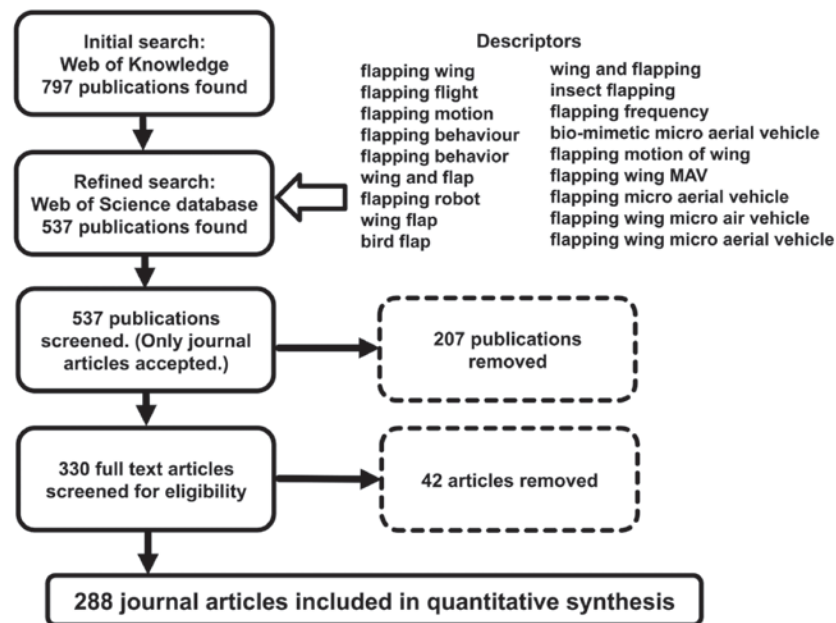 Initial search:
Web of Knowledge
797 publications found
Descriptors
flapping wing
flapping flight
flapping motion
flapping behaviour
flapping behavior
wing and flap
flapping robot
wing flap
bird flap
wing and flapping
insect flapping
flapping frequency
bio-mimetic micro aerial vehicle
flapping motion of wing
flapping wing MAV
flapping micro aerial vehicle
flapping wing micro air vehicle
flapping wing micro aerial vehicle
Refined search:
Web of Science database
537 publications found
537 publications
screened. (Only journal
articles accepted.)
207 publications
removed
330 full text articles
screened for eligibility
42 articles removed
288 journal articles included in quantitative synthesis